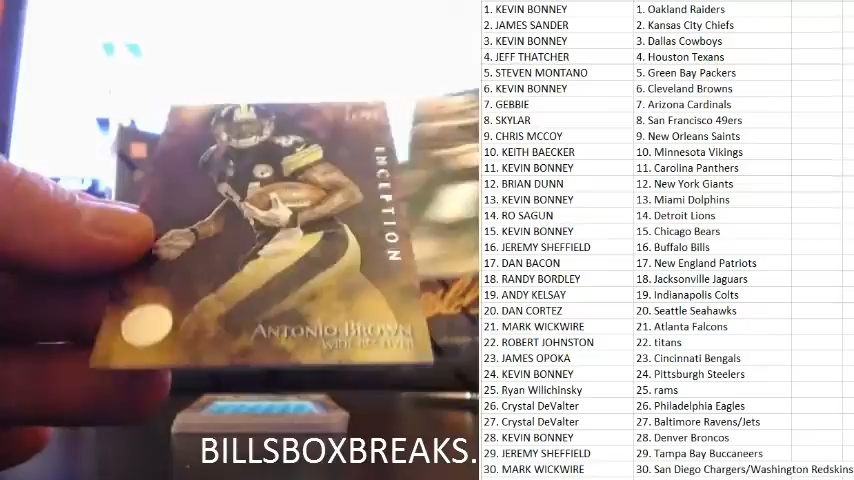 INCEPTION
ANTONIO BROWN
WIDE RECEIVER
BILLSBOXBREAKS.
1. KEVIN BONNEY 1. Oakland Raiders
2. JAMES SANDER 2. Kansas City Chiefs
3. KEVIN BONNEY 3. Dallas Cowboys
4. JEFF THATCHER 4. Houston Texans
5. STEVEN MONTANO 5. Green Bay Packers
6. KEVIN BONNEY 6. Cleveland Browns
7. GEBBIE 7. Arizona Cardinals
8. SKYLAR 8. San Francisco 49ers
9. CHRIS MCCOY 9. New Orleans Saints
10. KEITH BAECKER 10. Minnesota Vikings
11. KEVIN BONNEY 11. Carolina Panthers
12. BRIAN DUNN 12. New York Giants
13. KEVIN BONNEY 13. Miami Dolphins
14. RO SAGUN 14. Detroit Lions
15. KEVIN BONNEY 15. Chicago Bears
16. JEREMY SHEFFIELD 16. Buffalo Bills
17. DAN BACON 17. New England Patriots
18. RANDY BORDLEY 18. Jacksonville Jaguars
19. ANDY KELSAY 19. Indianapolis Colts
20. DAN CORTEZ 20. Seattle Seahawks
21. MARK WICKWIRE 21. Atlanta Falcons
22. ROBERT JOHNSTON 22. titans
23. JAMES OPOKA 23. Cincinnati Bengals
24. KEVIN BONNEY 24. Pittsburgh Steelers
25. Ryan Wilichinsky 25. rams
26. Crystal DeValter 26. Philadelphia Eagles
27. Crystal DeValter 27. Baltimore Ravens/Jets
28. KEVIN BONNEY 28. Denver Broncos
29. JEREMY SHEFFIELD 29. Tampa Bay Buccaneers
30. MARK WICKWIRE 30. San Diego Chargers/Washington Redskins